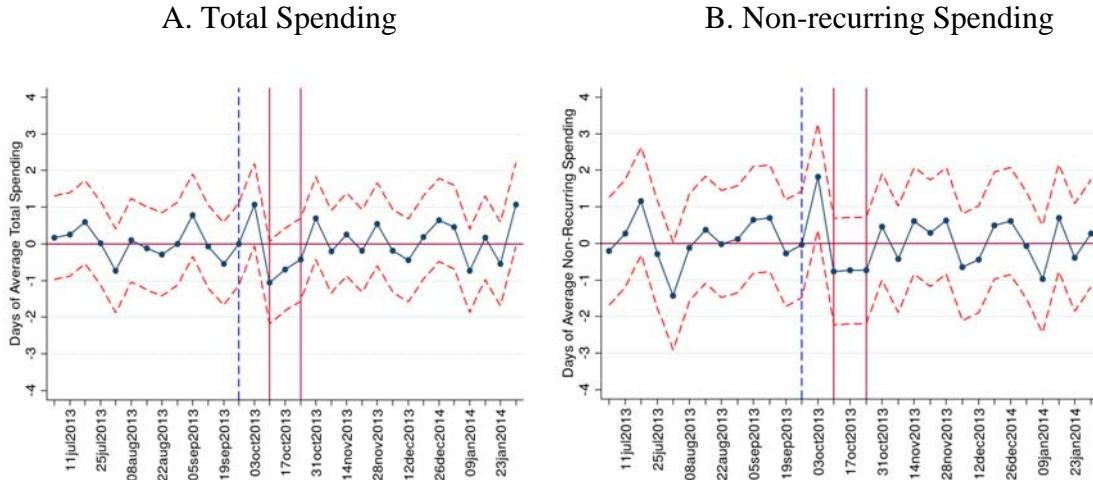 A. Total Spending
Days of Average Total Spending
4
3
2
1
0
-1
-2
-3
-4
11jul2013
25jul2013
08aug2013
22aug2013
05sep2013
19sep2013
03oct2013
17oct2013
31oct2013
14nov2013
28nov2013
12dec2013
26dec2014
09jan2014
23jan2014
B. Non-recurring Spending
Days of Average Non-Recurring Spending
4
3
2
1
0
-1
-2
-3
-4
11jul2013
25jul2013
08aug2013
22aug2013
05sep2013
19sep2013
03oct2013
17oct2013
31oct2013
14nov2013
28nov2013
12dec2013
26dec2014
09jan2014
23jan2014